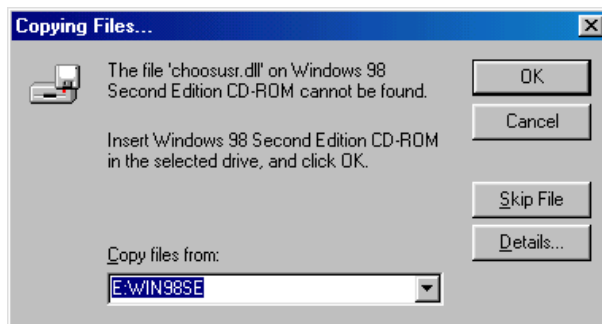 Copying Files...
The file 'choosusr.dll' on Windows 98
Second Edition CD-ROM cannot be found.
Insert Windows 98 Second Edition CD-ROM
in the selected drive, and click OK.
Copy files from:
E:WIN98SE
OK
Cancel
Skip File
Details...